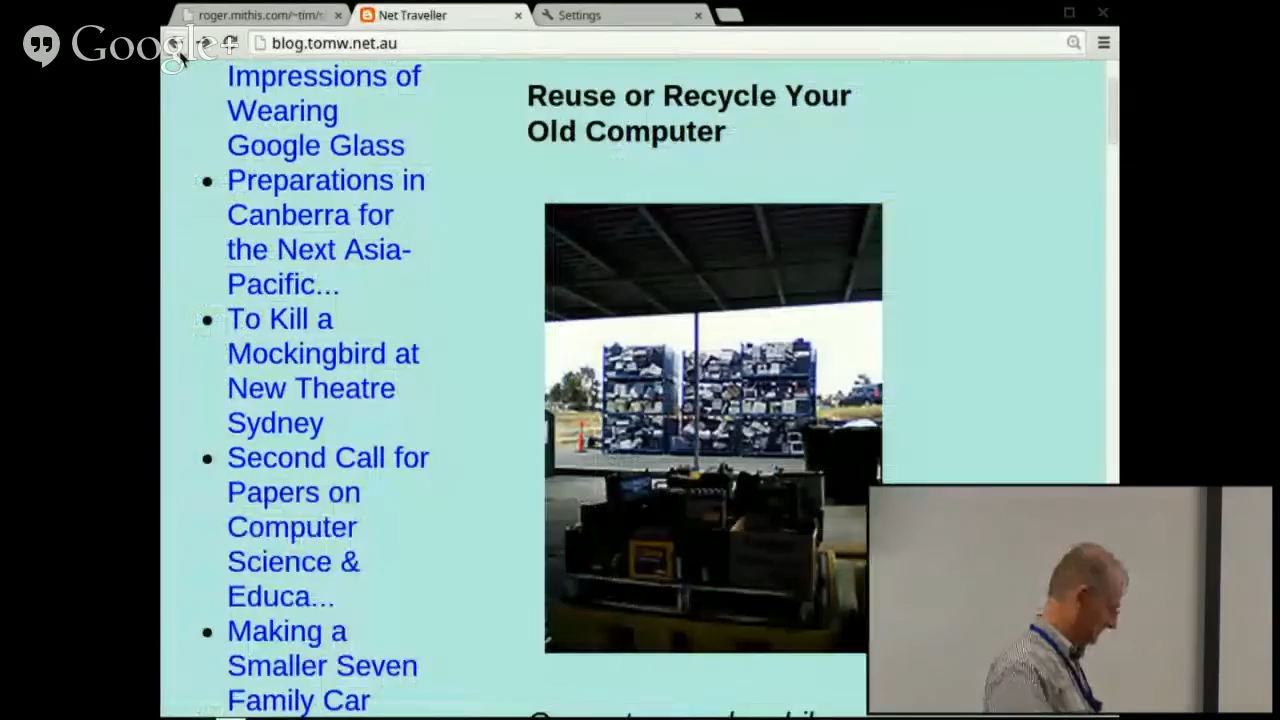 roger.mithis.com/~tim/
Net Traveller
Settings
Google+
blog.tomw.net.au
Impressions of
Wearing
Google Glass
Preparations in
Canberra for
the Next Asia-
Pacific...
To Kill a
Mockingbird at
New Theatre
Sydney
Second Call for
Papers on
Computer
Science &
Educa...
Making a
Smaller Seven
Family Car
Reuse or Recycle Your
Old Computer